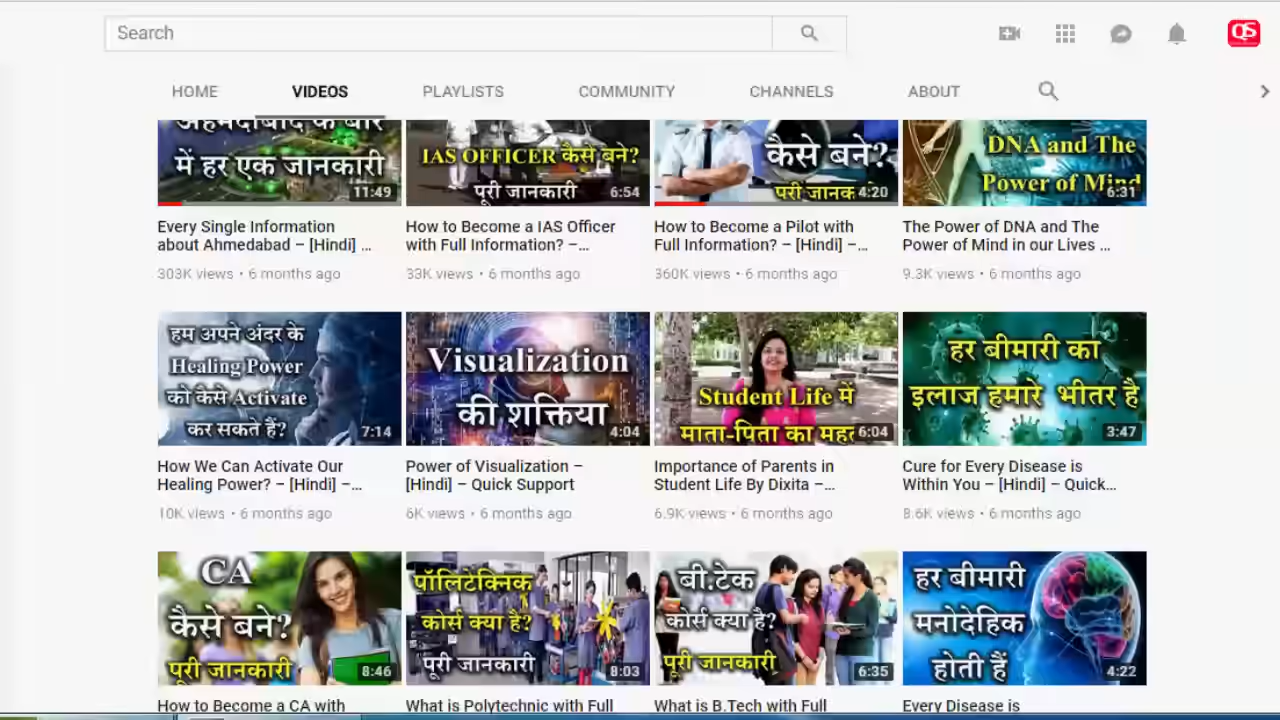 Search
QS
HOME VIDEOS PLAYLISTS COMMUNITY CHANNELS ABOUT
अहमदाबाद के बारे
में हर एक जानकारी
11:49
IAS OFFICER कैसे बने?
पूरी जानकारी
6:54
कैसे बने?
4:20
DNA and The
Power of Mind
6:31
Every Single Information
about Ahmedabad – [Hindi] ...
303K views • 6 months ago
How to Become a IAS Officer
with Full Information? – ...
33K views • 6 months ago
How to Become a Pilot with
Full Information? – [Hindi] – ...
360K views • 6 months ago
The Power of DNA and The
Power of Mind in our Lives ...
9.3K views • 6 months ago
हम अपने अंदर के
Healing Power
को कैसे Activate
कर सकते हैं?
7:14
Visualization
की शक्तिया
4:04
Student Life में
माता-पिता का
6:04
हर बीमारी का
इलाज हमारे भीतर है
3:47
How We Can Activate Our
Healing Power? – [Hindi] – ...
10K views • 6 months ago
Power of Visualization –
[Hindi] – Quick Support
6K views • 6 months ago
Importance of Parents in
Student Life By Dixita – ...
6.9K views • 6 months ago
Cure for Every Disease is
Within You – [Hindi] – Quick...
8.6K views • 6 months ago
CA
कैसे बने?
पूरी जानकारी
8:46
पॉलिटेक्निक
कोर्स क्या है?
पूरी जानकारी
8:03
बी.टेक
कोर्स क्या है?
पूरी जानकारी
6:35
हर बीमारी
मनोदेहिक
होती हैं
4:22
How to Become a CA with
What is Polytechnic with Full
What is B.Tech with Full
Every Disease is